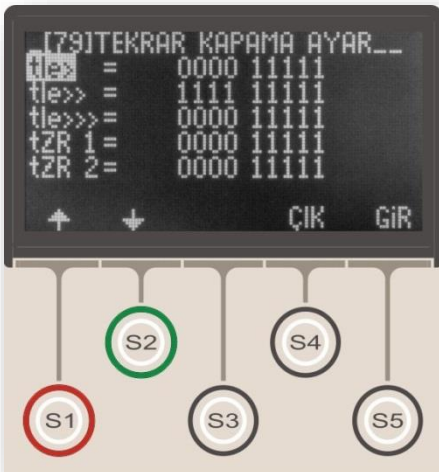 _[79]TEKRAR KAPAMA AYAR__
tIe> = 0000 11111
tIe>> = 1111 11111
tIe>>> = 0000 11111
tZR 1 = 0000 11111
tZR 2 = 0000 11111
ÇIK GİR
S2 S4
S1 S3 S5